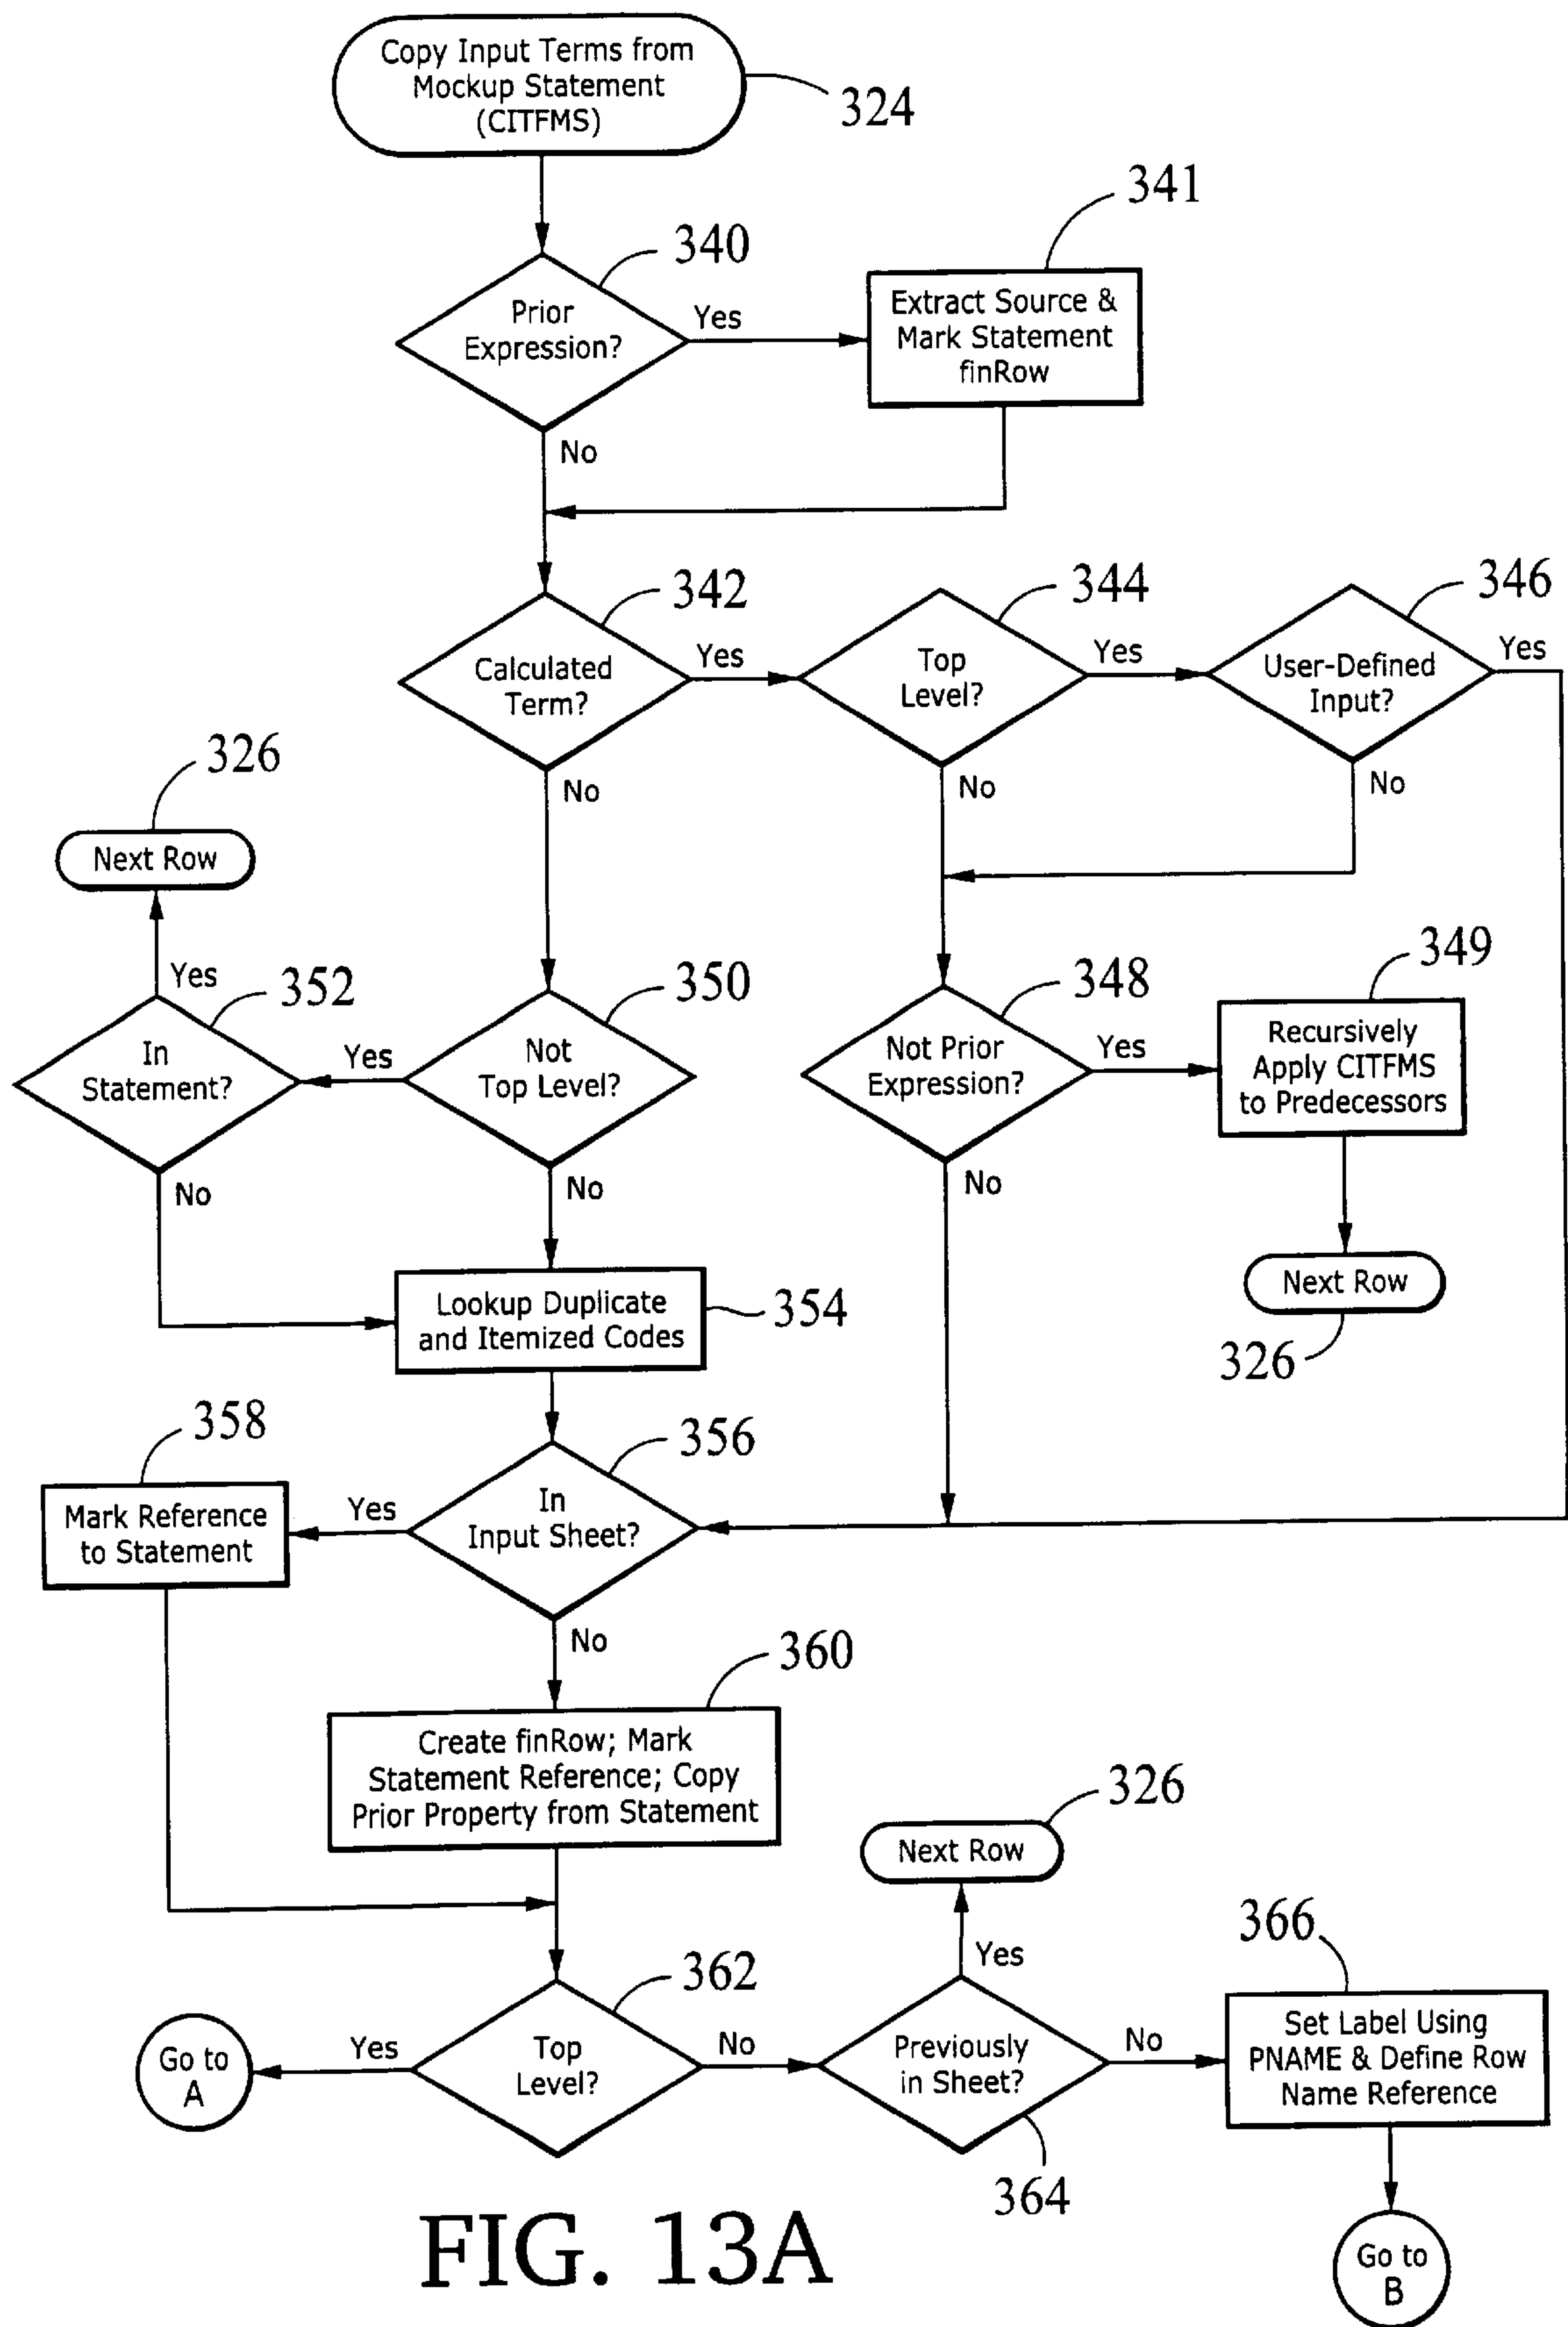 Copy Input Terms from
Mockup Statement
(CITFMS)
324
341
340
Prior
Expression?
Yes
Extract Source &
Mark Statement
finRow
No
342
344
346
Calculated
Term?
Yes
Top
Level?
Yes
User-Defined
Input?
Yes
326
Next Row
No
No
No
Yes
352
350
348
349
In
Statement?
Yes
Not
Top Level?
Not Prior
Expression?
Yes
Recursively
Apply CITFMS
to Predecessors
No
No
No
Lookup Duplicate
and Itemized Codes
354
Next Row
326
358
356
Mark Reference
to Statement
Yes
In
Input Sheet?
No
360
Create finRow; Mark
Statement Reference; Copy
Prior Property from Statement
326
Next Row
366
362
Yes
Go to
A
Yes
Top
Level?
No
Previously
in Sheet?
No
Set Label Using
PNAME & Define Row
Name Reference
364
Go to
B
FIG. 13A